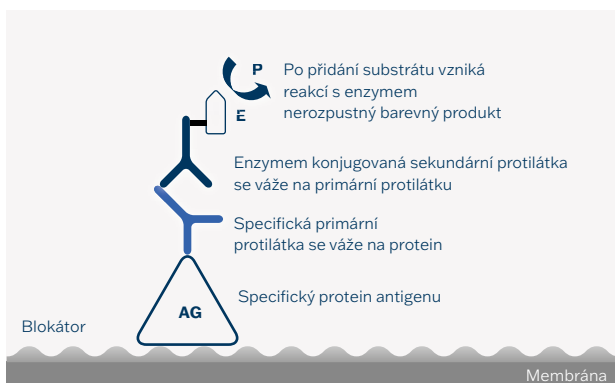 P
Po přidání substrátu vzniká
reakcí s enzymem
nerozpustný barevný produkt
E
Enzymem konjugovaná sekundární protilátka
se váže na primární protilátku
Specifická primární
protilátka se váže na protein
Specifický protein antigenu
AG
Blokátor
Membrána